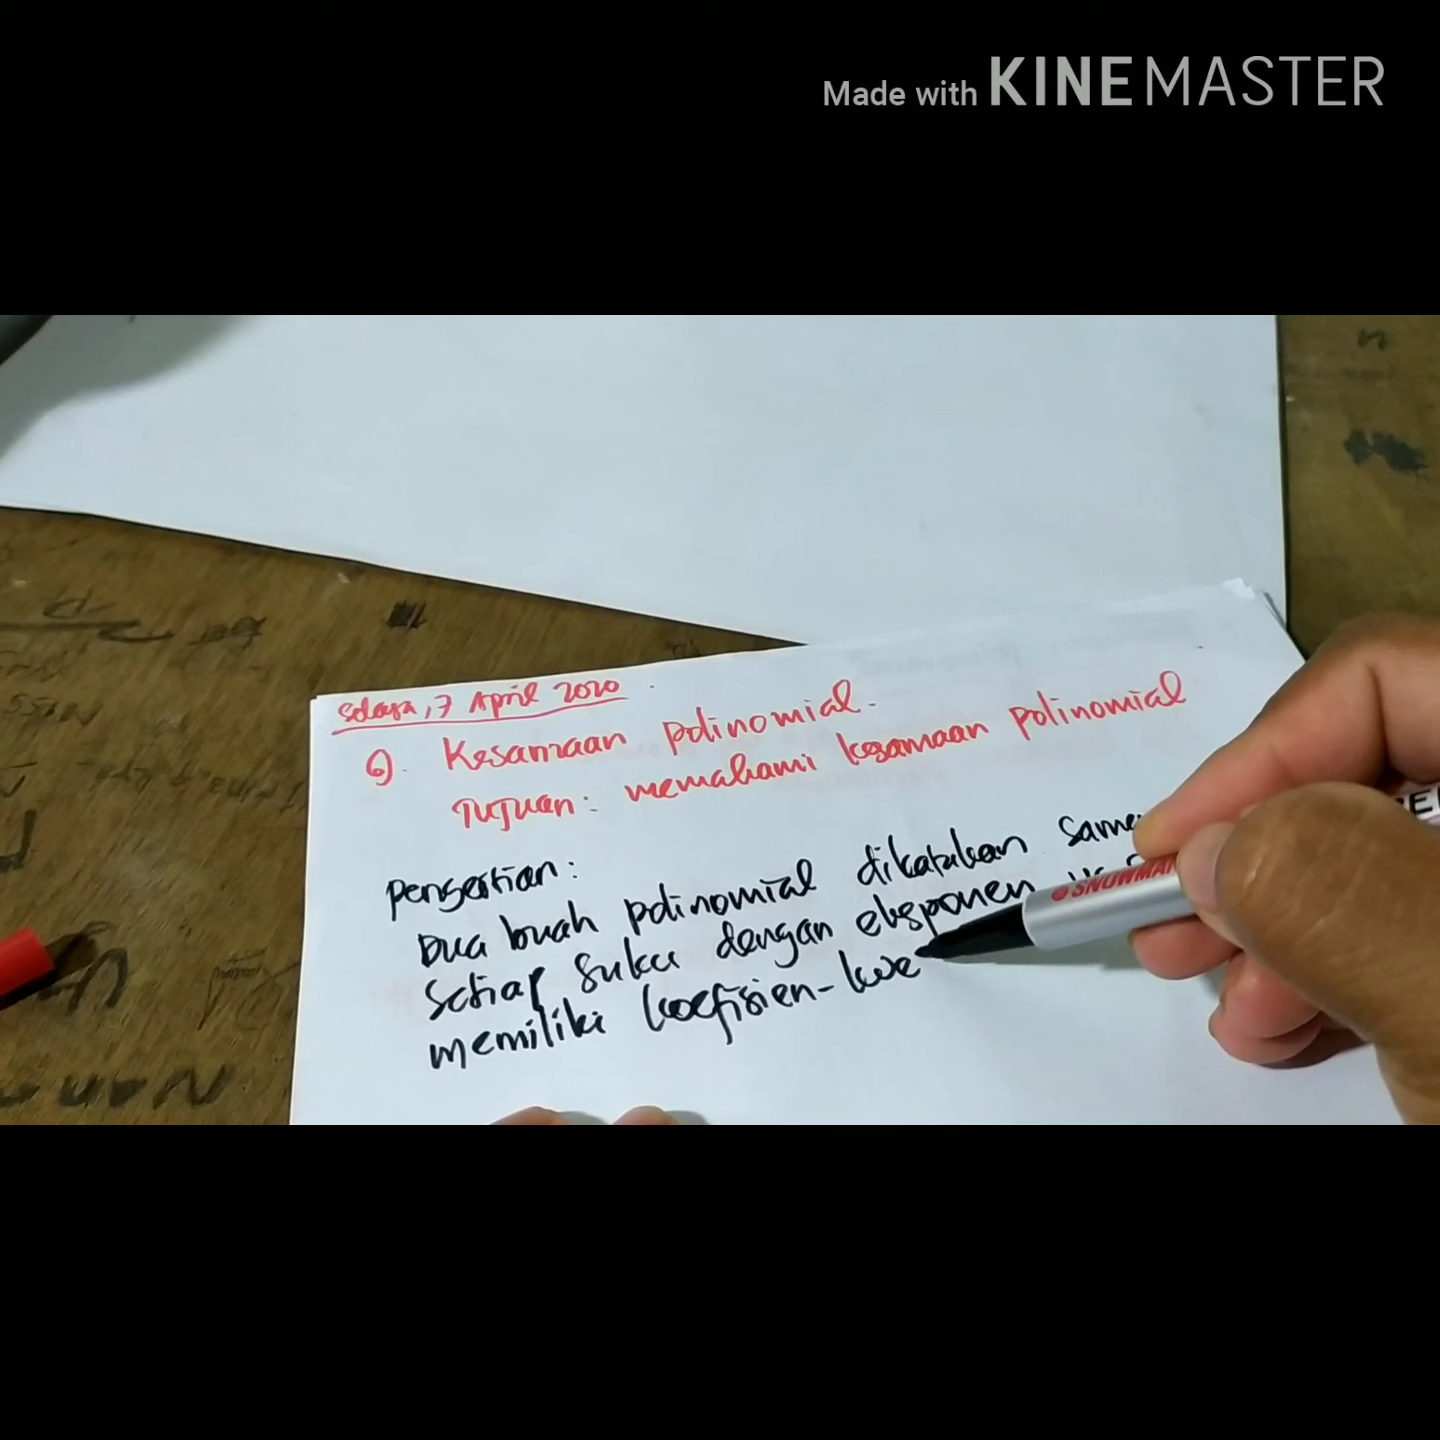 Made with KINEMASTER
Selasa, 7 April 2020
9. Kesamaan polinomial.
Tujuan: memahami kesamaan polinomial
pengertian:
Dua buah polinomial dikatakan sama
Setiap suku dengan eksponen
memiliki koefisien-koe
SNOWMAN